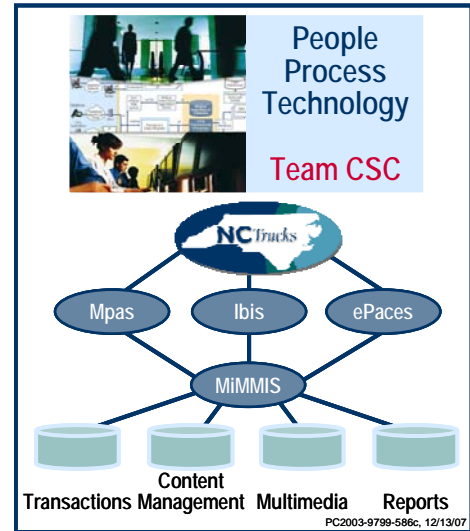 People
Process
Technology
Team CSC
NCTrucks
Mpas Ibis ePaces
MiMMIS
Transactions Content Management Multimedia Reports
PC2003-9799-586c, 12/13/07